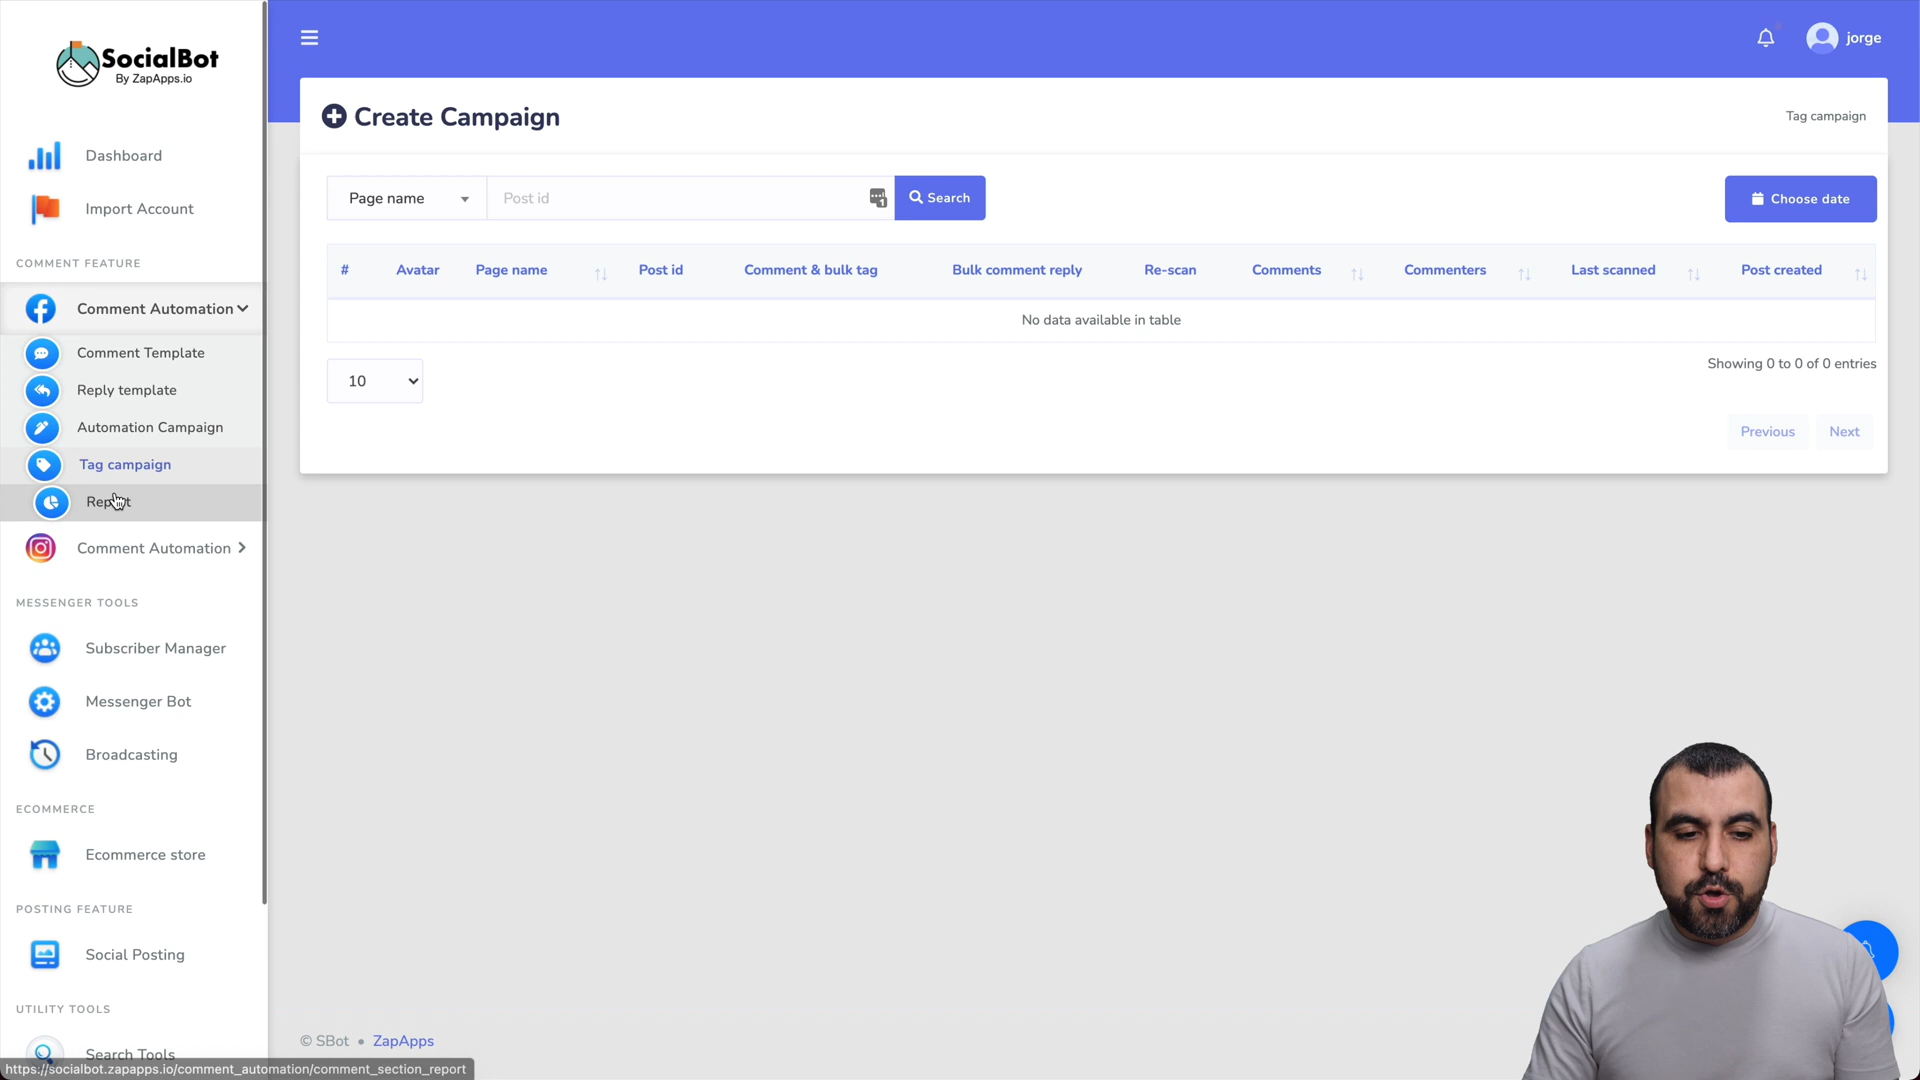 SocialBot
By ZapApps.io
jorge
Create Campaign
Tag campaign
Dashboard
Import Account
COMMENT FEATURE
Comment Automation
Comment Template
Reply template
Automation Campaign
Tag campaign
Report
Comment Automation
MESSENGER TOOLS
Subscriber Manager
Messenger Bot
Broadcasting
ECOMMERCE
Ecommerce store
POSTING FEATURE
Social Posting
UTILITY TOOLS
Search Tools
Page name
Post id
1
Search
Choose date
# Avatar Page name Post id Comment & bulk tag Bulk comment reply Re-scan Comments Commenters Last scanned Post created
No data available in table
10
Showing 0 to 0 of 0 entries
Previous Next
© SBot • ZapApps
https://socialbot.zapapps.io/comment_automation/comment_section_report